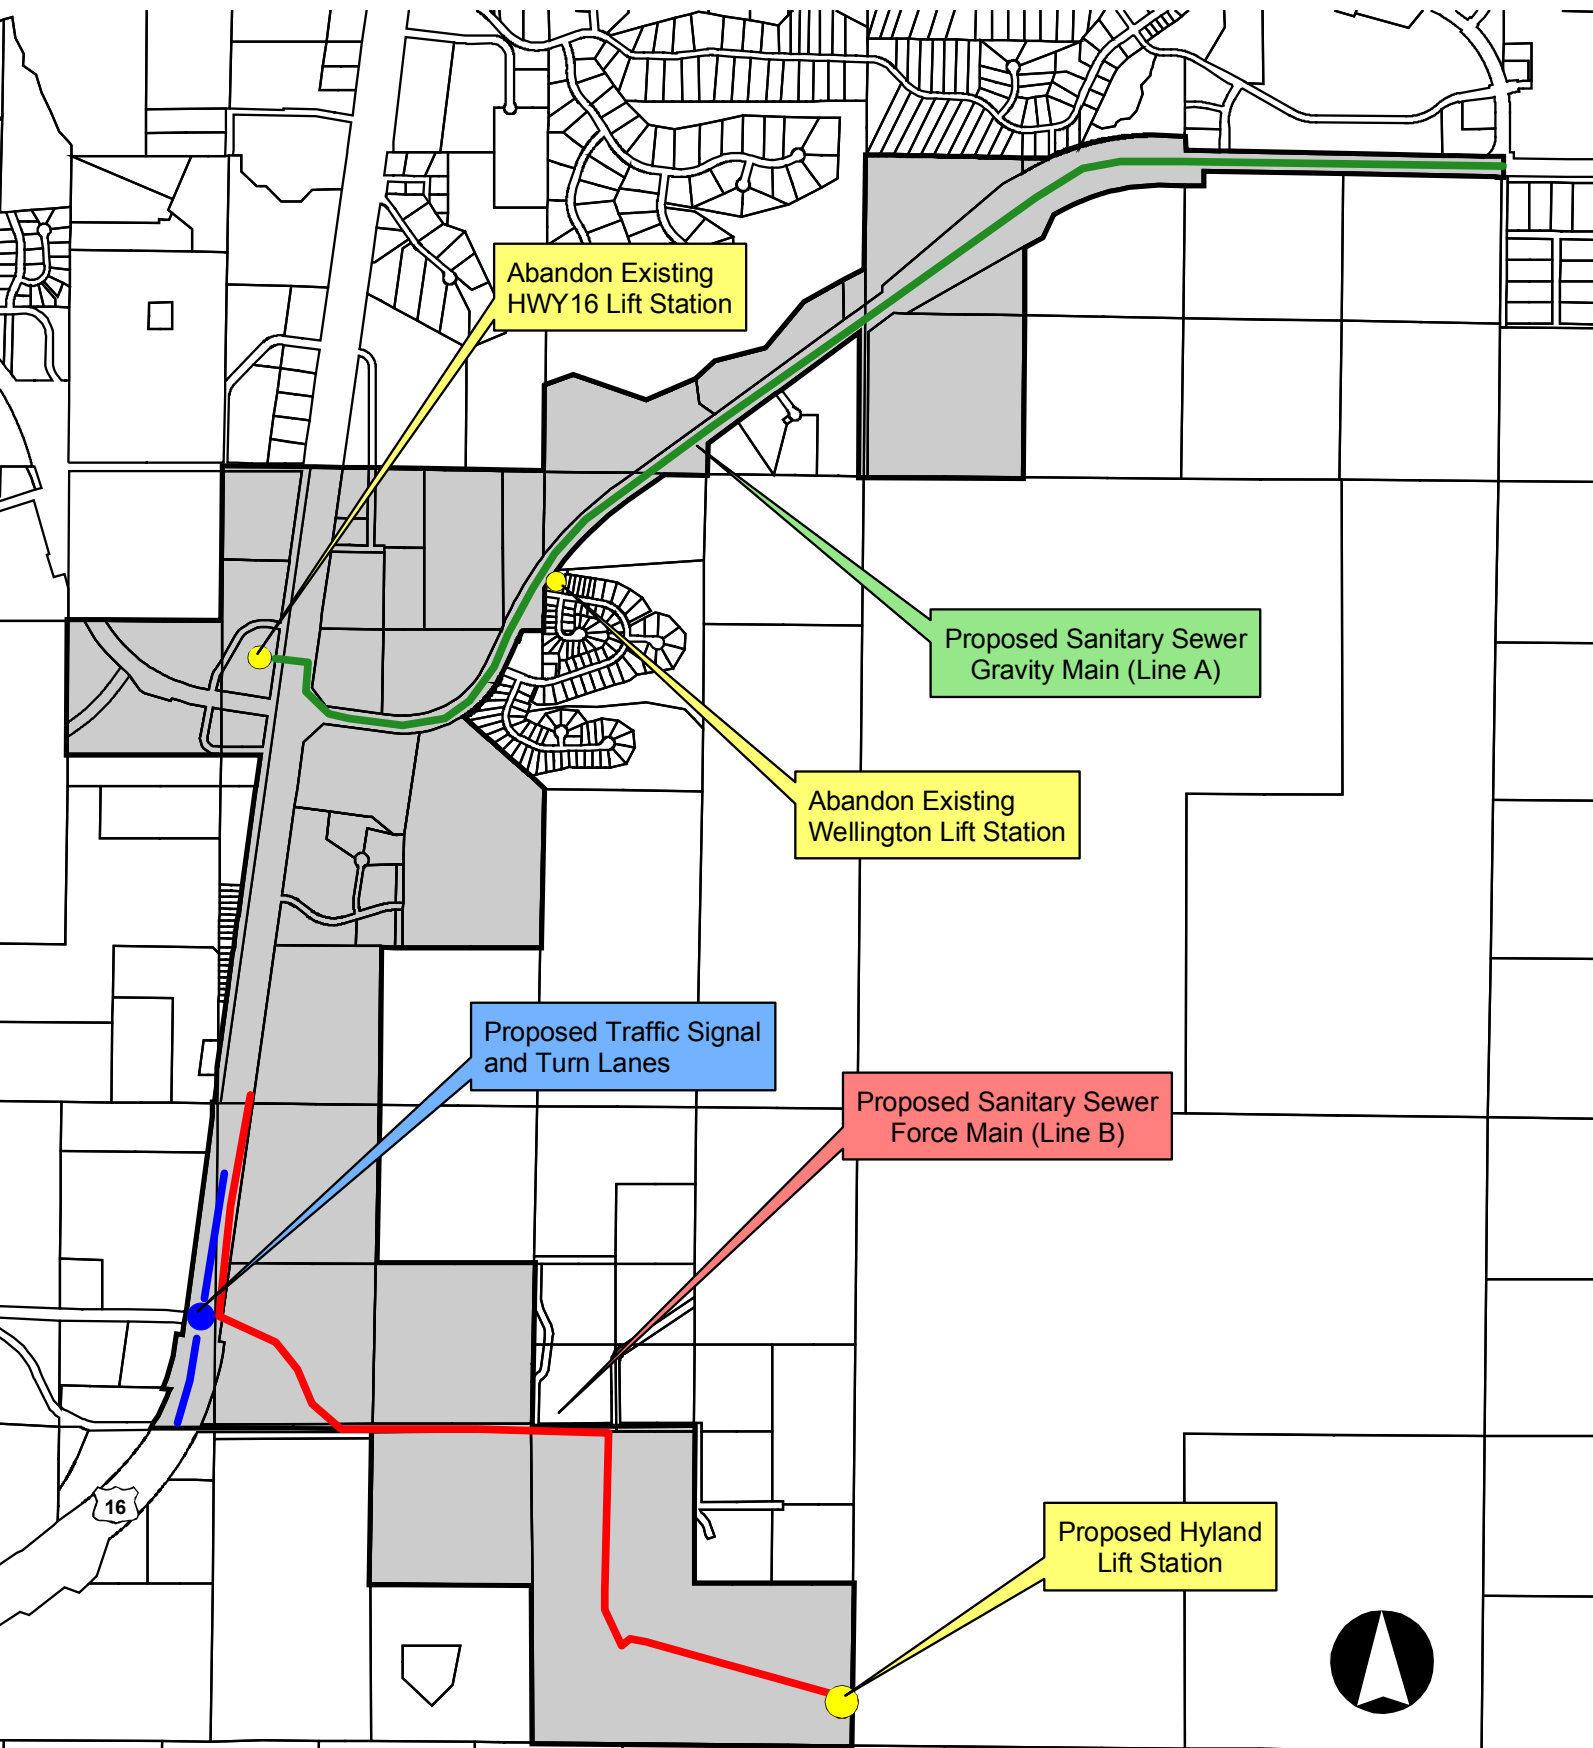 Abandon Existing
HWY16 Lift Station
Proposed Sanitary Sewer
Gravity Main (Line A)
Abandon Existing
Wellington Lift Station
Proposed Traffic Signal
and Turn Lanes
Proposed Sanitary Sewer
Force Main (Line B)
16
Proposed Hyland
Lift Station